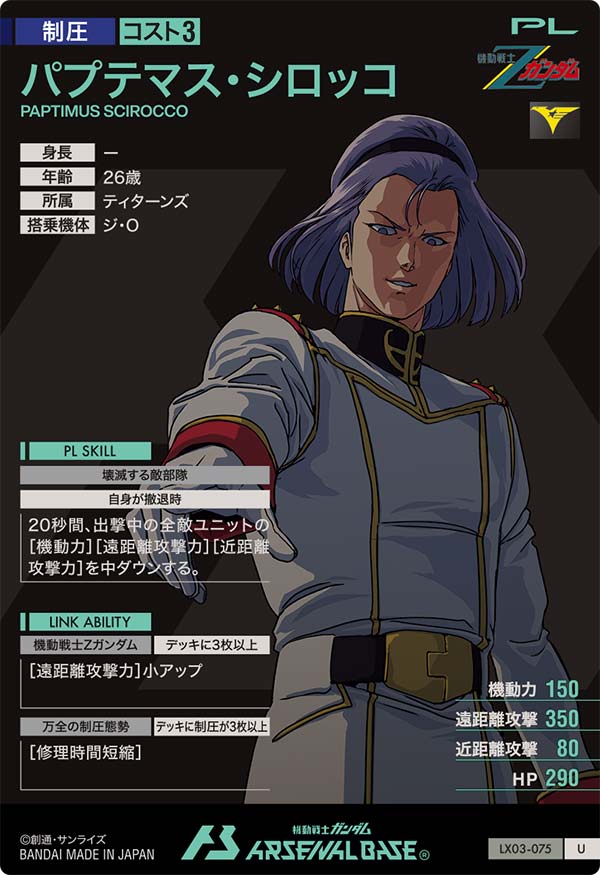 制圧 コスト3 PL
パプテマス・シロッコ
PAPTIMUS SCIROCCO
機動戦士
Zガンダム
身長 ー
年齢 26歳
所属 ティターンズ
搭乗機体 ジ・O
PL SKILL
壊滅する敵部隊
自身が撤退時
20秒間、出撃中の全敵ユニットの
[機動力][遠距離攻撃力][近距離
攻撃力]を中ダウンする。
LINK ABILITY
機動戦士Zガンダム デッキに3枚以上
[遠距離攻撃力]小アップ
万全の制圧態勢 デッキに制圧が3枚以上
[修理時間短縮]
機動力 150
遠距離攻撃 350
近距離攻撃 80
HP 290
©創通・サンライズ
BANDAI MADE IN JAPAN
機動戦士ガンダム
AB ARSENAL BASE®
LX03-075 U